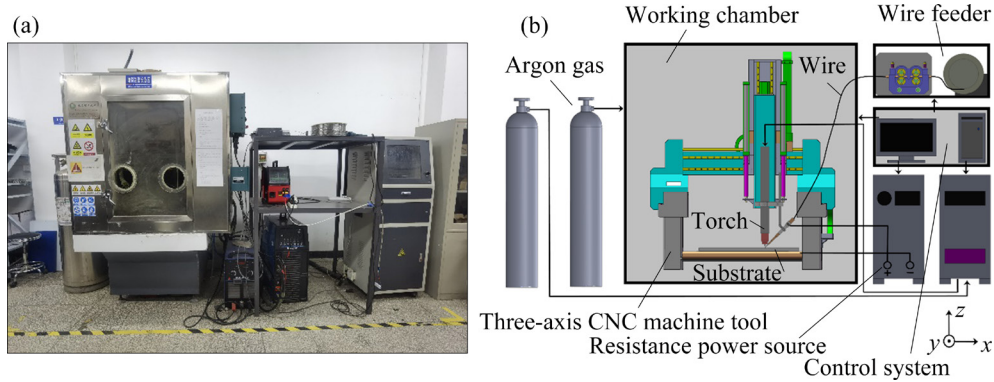 (a)
(b)
Working chamber
Wire feeder
Argon gas
Wire
Torch
Substrate
+
−
Three-axis CNC machine tool
Resistance power source
Control system
z
y
x